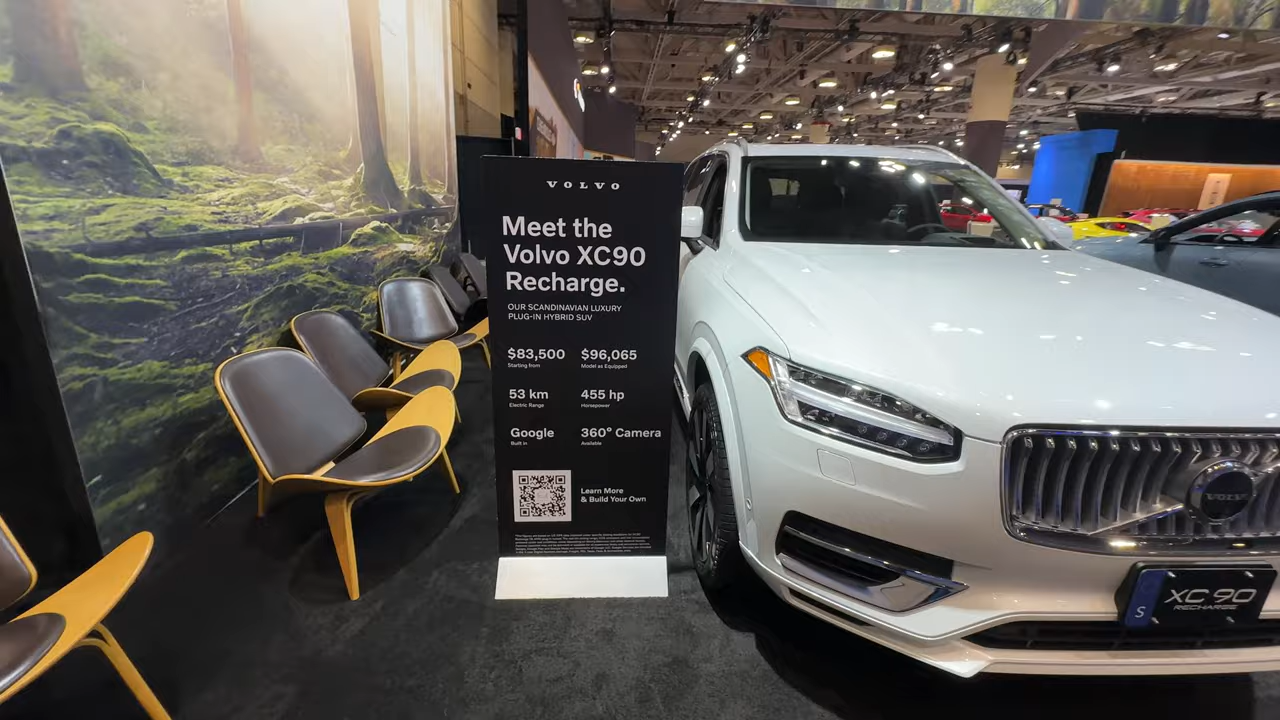 VOLVO
Meet the
Volvo XC90
Recharge.
OUR SCANDINAVIAN LUXURY
PLUG-IN HYBRID SUV
$83,500 $96,065
Starting from Model as Equipped
53 km 455 hp
Electric Range Horsepower
Google 360° Camera
Built in Available
Learn More
& Build Your Own
VOLVO
S XC90
RECHARGE